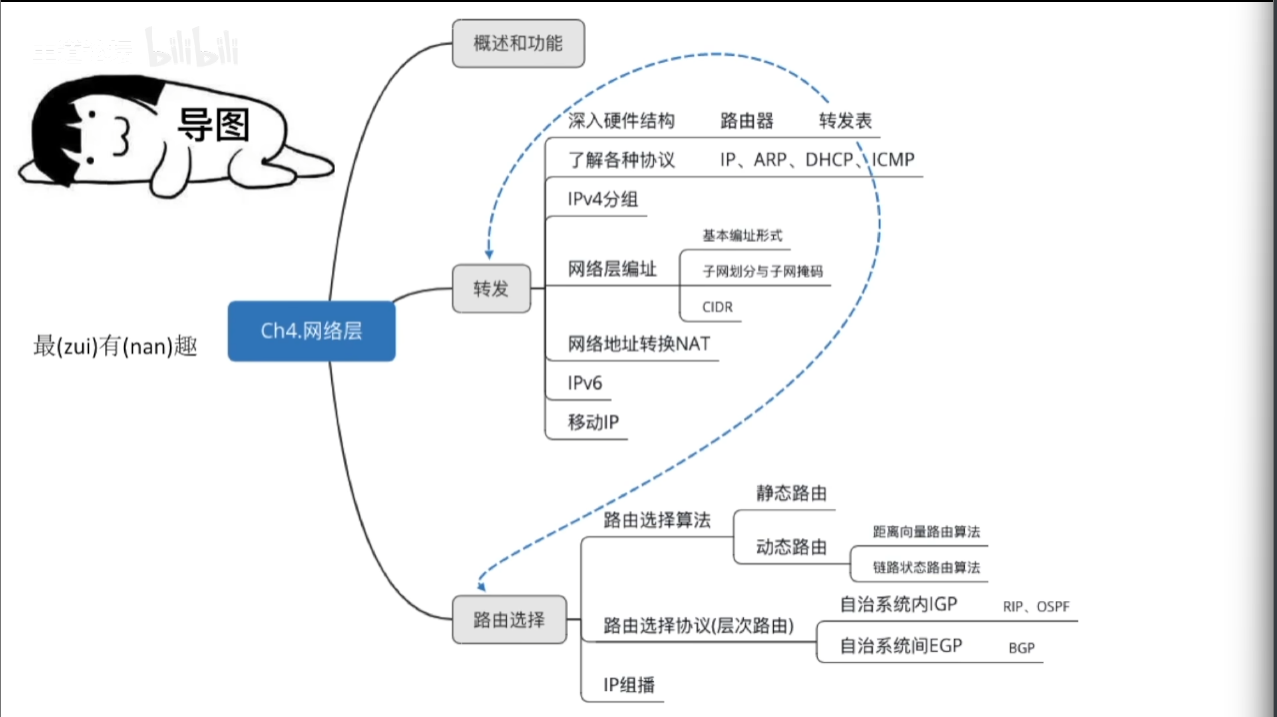 bilibili
导图
概述和功能
深入硬件结构 路由器 转发表
了解各种协议 IP、ARP、DHCP、ICMP
IPv4分组
基本编址形式
网络层编址
子网划分与子网掩码
CIDR
转发
网络地址转换NAT
IPv6
移动IP
Ch4.网络层
最(zui)有(nan)趣
静态路由
路由选择算法
动态路由
距离向量路由算法
链路状态路由算法
路由选择
自治系统内IGP RIP、OSPF
路由选择协议(层次路由)
自治系统间EGP BGP
IP组播